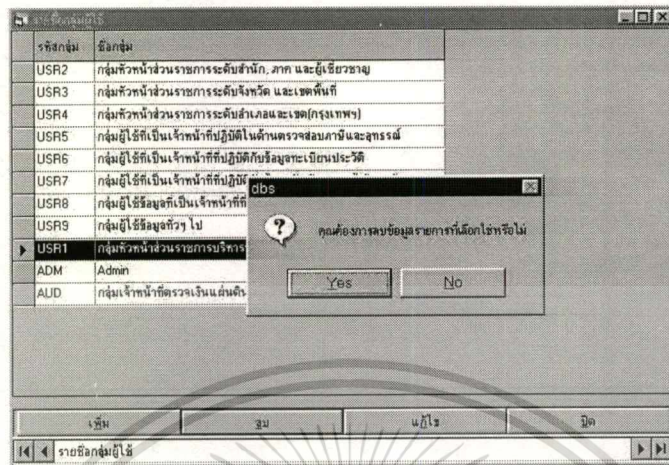 รายชื่อกลุ่มผู้ใช้
รหัสกลุ่ม ชื่อกลุ่ม
USR2 กลุ่มหัวหน้าส่วนราชการระดับสำนัก, ภาค และผู้เชี่ยวชาญ
USR3 กลุ่มหัวหน้าส่วนราชการระดับจังหวัด และเขตพื้นที่
USR4 กลุ่มหัวหน้าส่วนราชการระดับอำเภอและเขต(กรุงเทพฯ)
USR5 กลุ่มผู้ใช้ที่เป็นเจ้าหน้าที่ปฏิบัติในด้านตรวจสอบภาษีและอุทธรณ์
USR6 กลุ่มผู้ใช้ที่เป็นเจ้าหน้าที่ที่ปฏิบัติกับข้อมูลทะเบียนประวัติ
USR7 กลุ่มผู้ใช้ที่เป็นเจ้าหน้าที่ปฏิบัติ
USR8 กลุ่มผู้ใช้ข้อมูลที่เป็นเจ้าหน้าที่ที่
USR9 กลุ่มผู้ใช้ข้อมูลทั่วๆ ไป
USR1 กลุ่มหัวหน้าส่วนราชการบริหาร
ADM Admin
AUD กลุ่มเจ้าหน้าที่ตรวจเงินแผ่นดิน
dbs
คุณต้องการลบข้อมูลรายการที่เลือกใช่หรือไม่
Yes No
เพิ่ม ลบ แก้ไข ปิด
รายชื่อกลุ่มผู้ใช้